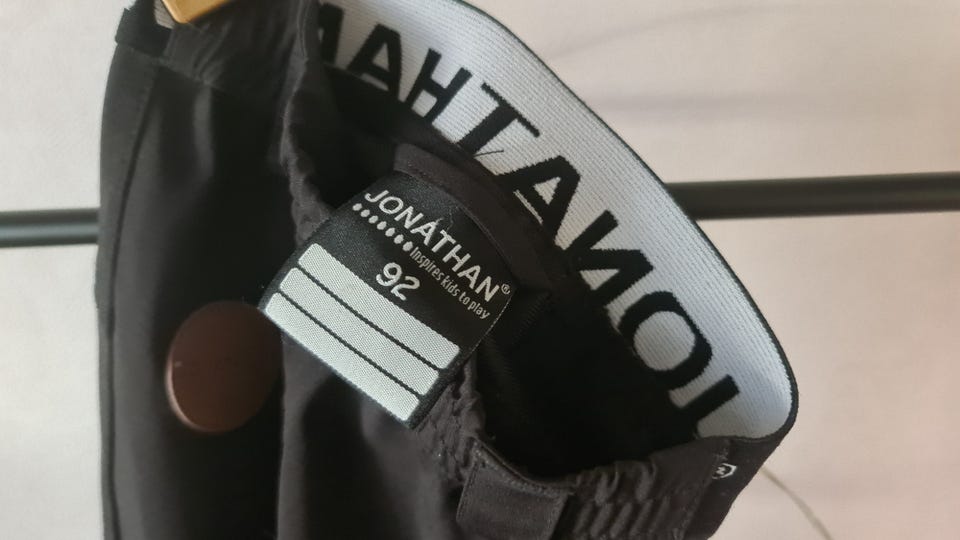 JONATHAN
JONATHAN®
inspires kids to play
92